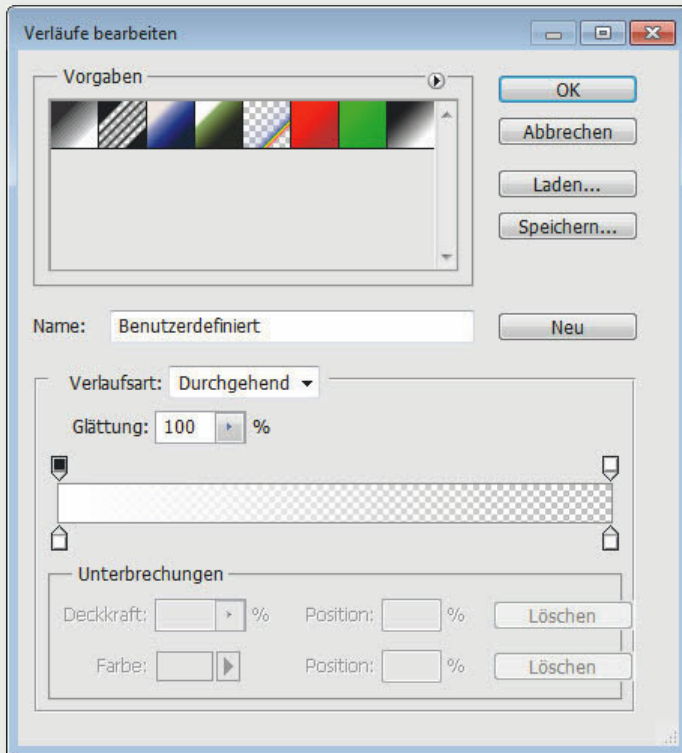 Verläufe bearbeiten
Vorgaben
OK
Abbrechen
Laden...
Speichern...
Name: Benutzerdefiniert
Neu
Verlaufsart: Durchgehend
Glättung: 100 %
Unterbrechungen
Deckkraft: % Position: % Löschen
Farbe: Position: % Löschen